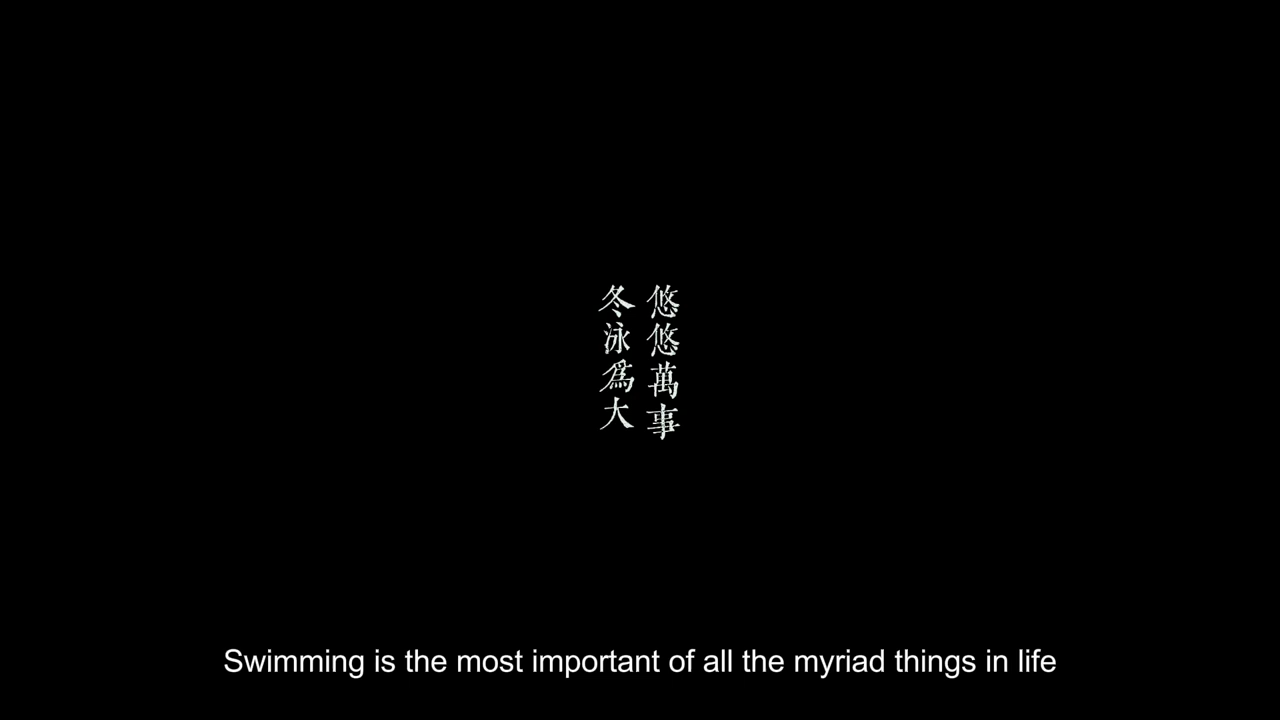 悠悠萬事
冬泳爲大
Swimming is the most important of all the myriad things in life